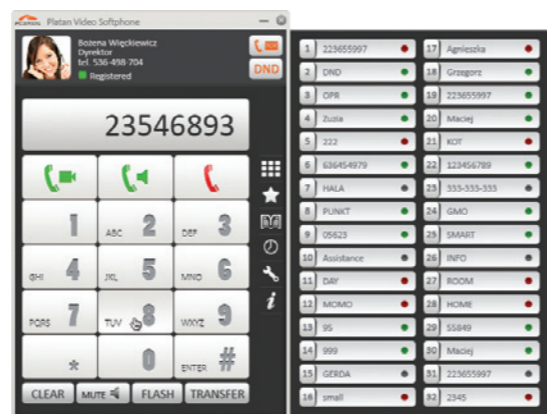 PLATAN Platan Video Softphone
Bożena Więckiewicz
Dyrektor
tel. 536-498-704
Registered
DND
23546893
1
ABC 2
DEF 3
GHI 4
JKL 5
MNO 6
PQRS 7
TUV 8
WXYZ 9
*
0
ENTER #
CLEAR
MUTE
FLASH
TRANSFER
1 223655997
2 DND
3 OPR
4 Zuzia
5 222
6 636454979
7 HALA
8 PUNKT
9 05623
10 Assistance
11 DAY
12 MOMO
13 95
14 999
15 GERDA
16 small
17 Agnieszka
18 Grzegorz
19 223655997
20 Maciej
21 KOT
22 123456789
23 333-333-333
24 GMO
25 SMART
26 INFO
27 ROOM
28 HOME
29 55849
30 Maciej
31 223655997
32 2345